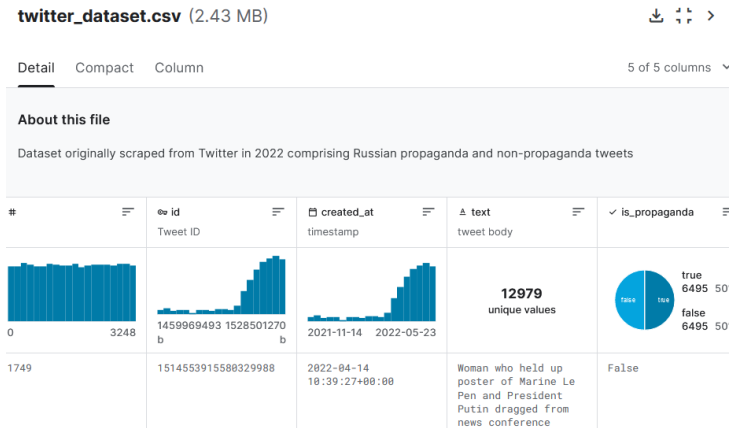 twitter_dataset.csv (2.43 MB)
Detail Compact Column 5 of 5 columns
About this file
Dataset originally scraped from Twitter in 2022 comprising Russian propaganda and non-propaganda tweets
# id created_at text is_propaganda
Tweet ID timestamp tweet body
0 3248
1459969493b 1528501270b
2021-11-14 2022-05-23
12979
unique values
false true
true
6495 50
false
6495 50
1749 1514553915580329988 2022-04-14 10:39:27+00:00 Woman who held up False
poster of Marine Le
Pen and President
Putin dragged from
news conference